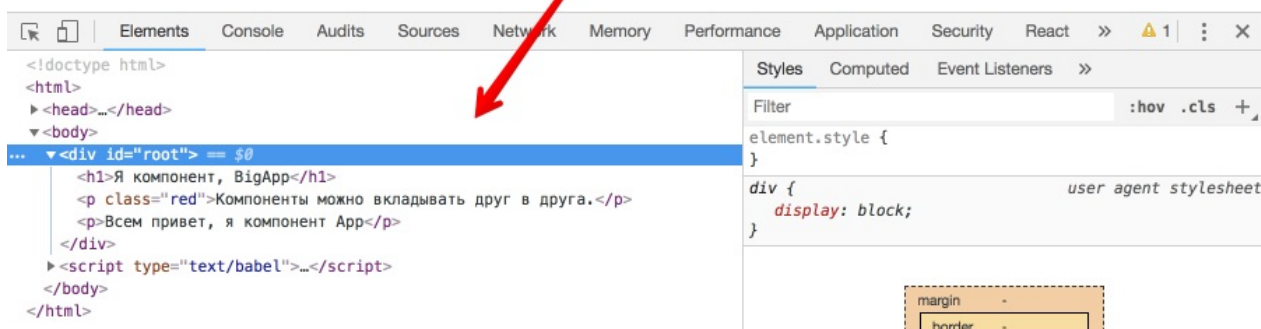 Elements Console Audits Sources Network Memory Performance Application Security React » 1
<!doctype html>
<html>
<head>…</head>
<body>
… <div id="root"> == $0
<h1>Я компонент, BigApp</h1>
<p class="red">Компоненты можно вкладывать друг в друга.</p>
<p>Всем привет, я компонент App</p>
</div>
<script type="text/babel">…</script>
</body>
</html>
Styles Computed Event Listeners »
Filter :hov .cls +
element.style {
}
div { user agent stylesheet
display: block;
}
margin -
border -